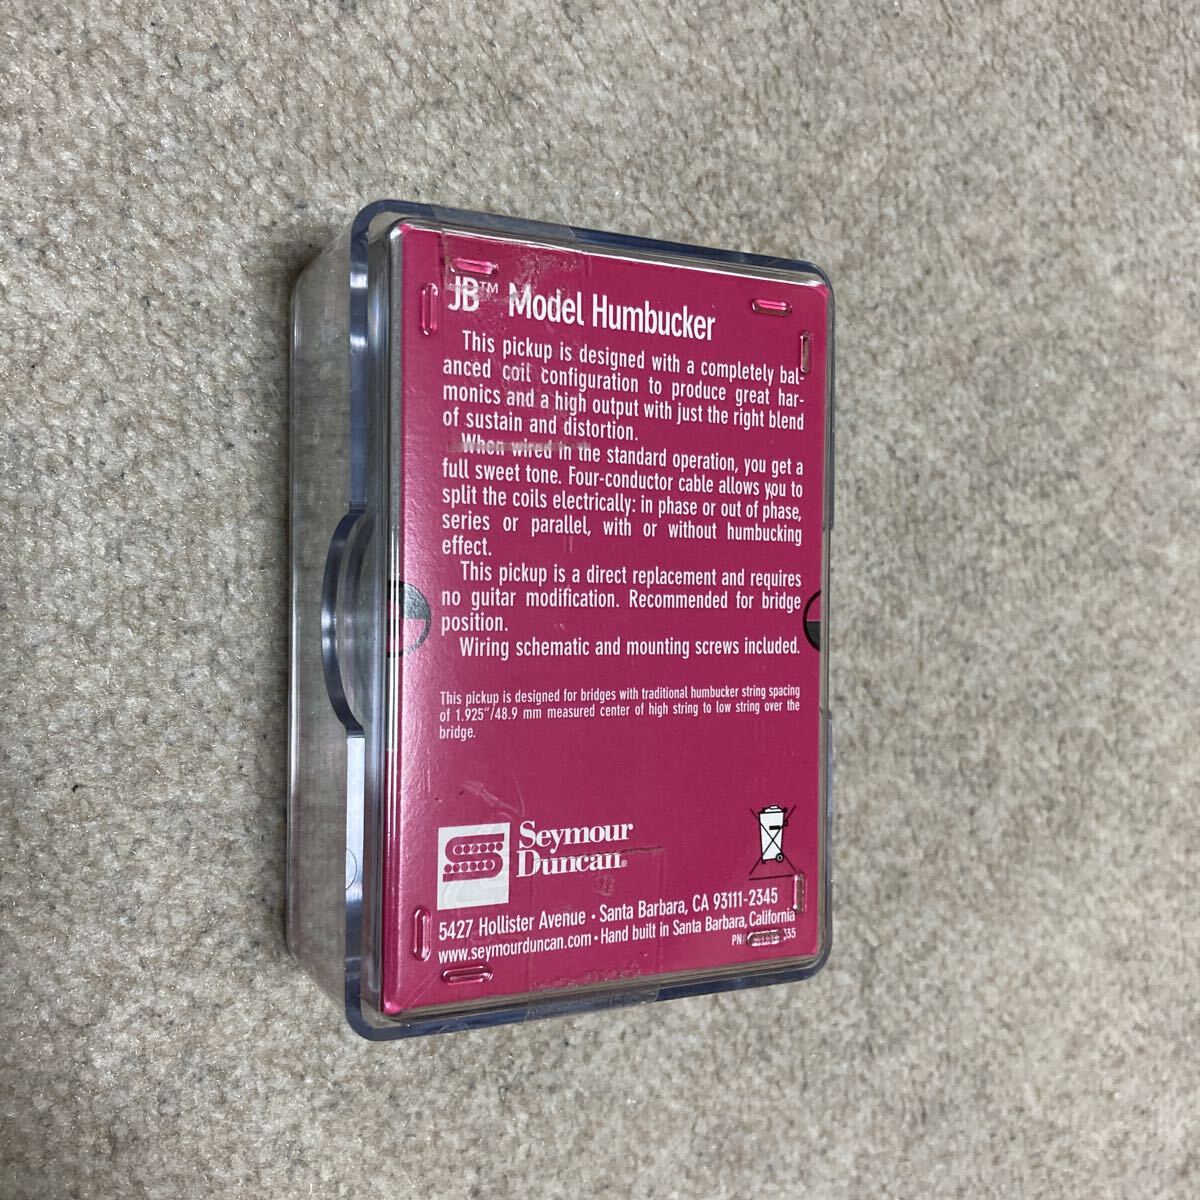 JB™ Model Humbucker
This pickup is designed with a completely bal-
anced coil configuration to produce great har-
monics and a high output with just the right blend
of sustain and distortion.
When wired in the standard operation, you get a
full sweet tone. Four-conductor cable allows you to
split the coils electrically: in phase or out of phase,
series or parallel, with or without humbucking
effect.
This pickup is a direct replacement and requires
no guitar modification. Recommended for bridge
position.
Wiring schematic and mounting screws included.
This pickup is designed for bridges with traditional humbucker string spacing
of 1.925"/48.9 mm measured center of high string to low string over the
bridge.
Seymour
Duncan®
5427 Hollister Avenue • Santa Barbara, CA 93111-2345
www.seymourduncan.com • Hand built in Santa Barbara, California
PN#